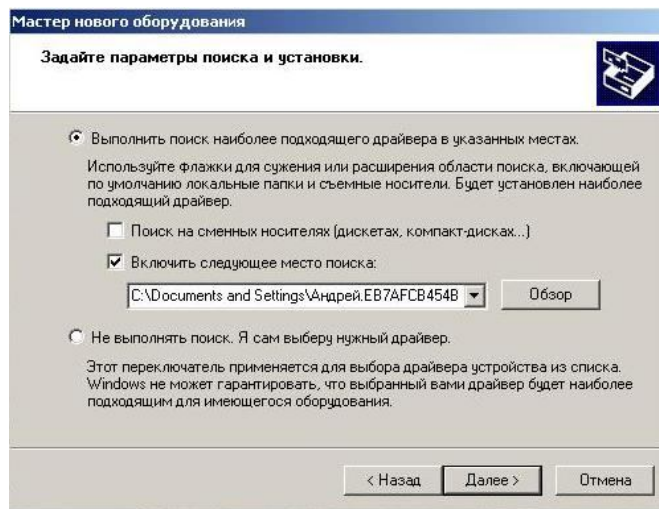 Мастер нового оборудования
Задайте параметры поиска и установки.
Выполнить поиск наиболее подходящего драйвера в указанных местах.
Используйте флажки для сужения или расширения области поиска, включающей
по умолчанию локальные папки и съемные носители. Будет установлен наиболее
подходящий драйвер.
Поиск на сменных носителях (дискетах, компакт-дисках...)
Включить следующее место поиска:
C:\Documents and Settings\Андрей.EB7AFCB454B
Обзор
Не выполнять поиск. Я сам выберу нужный драйвер.
Этот переключатель применяется для выбора драйвера устройства из списка.
Windows не может гарантировать, что выбранный вами драйвер будет наиболее
подходящим для имеющегося оборудования.
< Назад Далее > Отмена